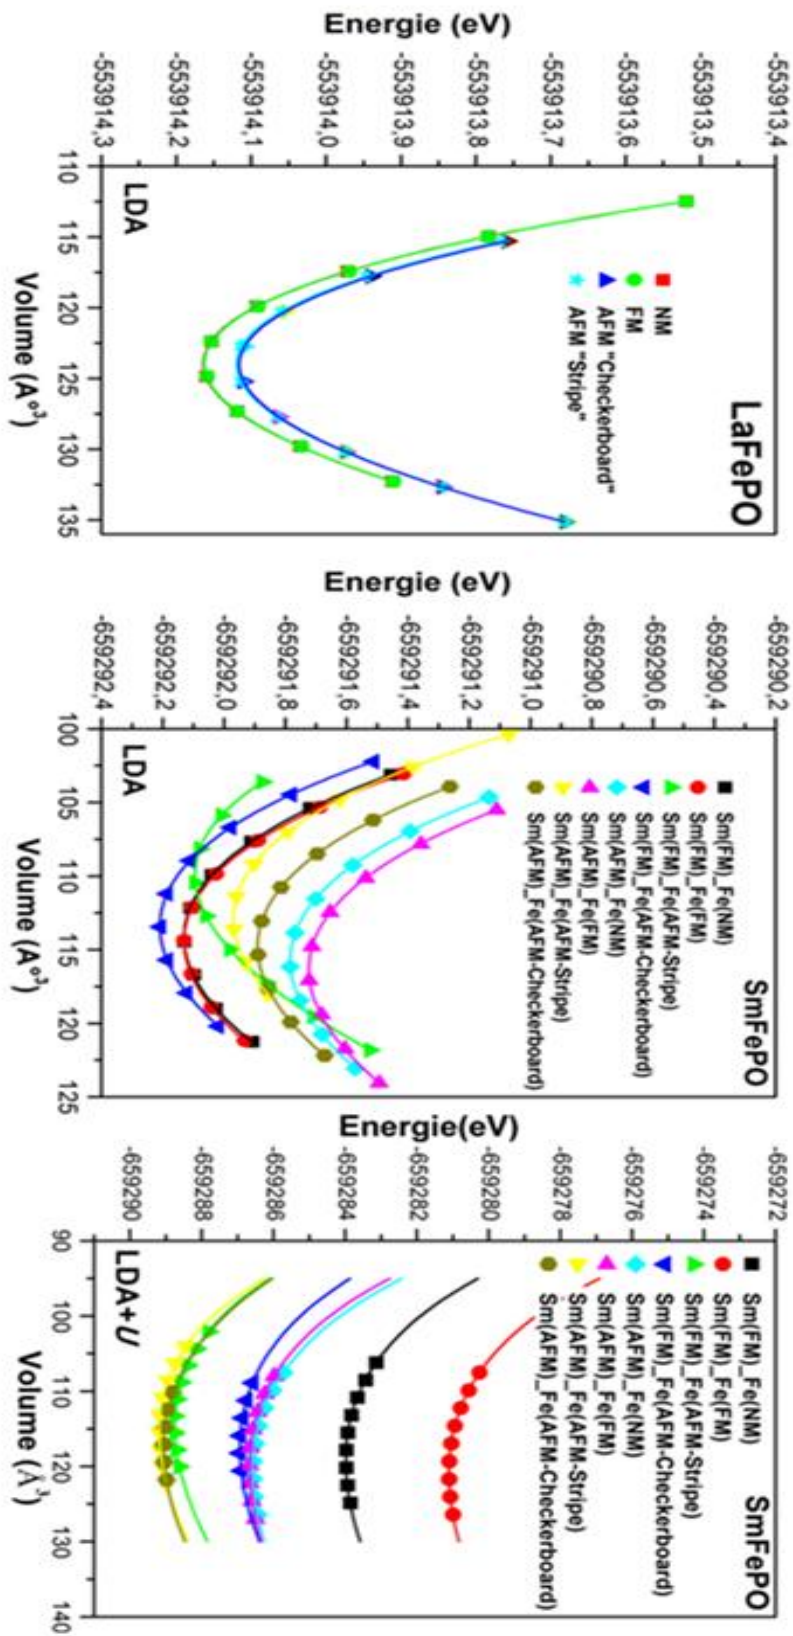 Energie (eV)
-553913,4
-553913,5
-553913,6
-553913,7
-553913,8
-553913,9
-553914,0
-553914,1
-553914,2
-553914,3
LaFePO
NM
FM
AFM "Checkerboard"
AFM "Stripe"
LDA
110
115
120
125
130
135
Volume (A°³)
Energie (eV)
-659290,2
-659290,4
-659290,6
-659290,8
-659291,0
-659291,2
-659291,4
-659291,6
-659291,8
-659292,0
-659292,2
-659292,4
SmFePO
Sm(FM)_Fe(NM)
Sm(FM)_Fe(FM)
Sm(FM)_Fe(AFM-Stripe)
Sm(FM)_Fe(AFM-Checkerboard)
Sm(AFM)_Fe(NM)
Sm(AFM)_Fe(FM)
Sm(AFM)_Fe(AFM-Stripe)
Sm(AFM)_Fe(AFM-Checkerboard)
LDA
100
105
110
115
120
125
Volume (A°³)
Energie(eV)
-659272
-659274
-659276
-659278
-659280
-659282
-659284
-659286
-659288
-659290
SmFePO
Sm(FM)_Fe(NM)
Sm(FM)_Fe(FM)
Sm(FM)_Fe(AFM-Stripe)
Sm(FM)_Fe(AFM-Checkerboard)
Sm(AFM)_Fe(NM)
Sm(AFM)_Fe(FM)
Sm(AFM)_Fe(AFM-Stripe)
Sm(AFM)_Fe(AFM-Checkerboard)
LDA+U
90
100
110
120
130
140
Volume (Å³)